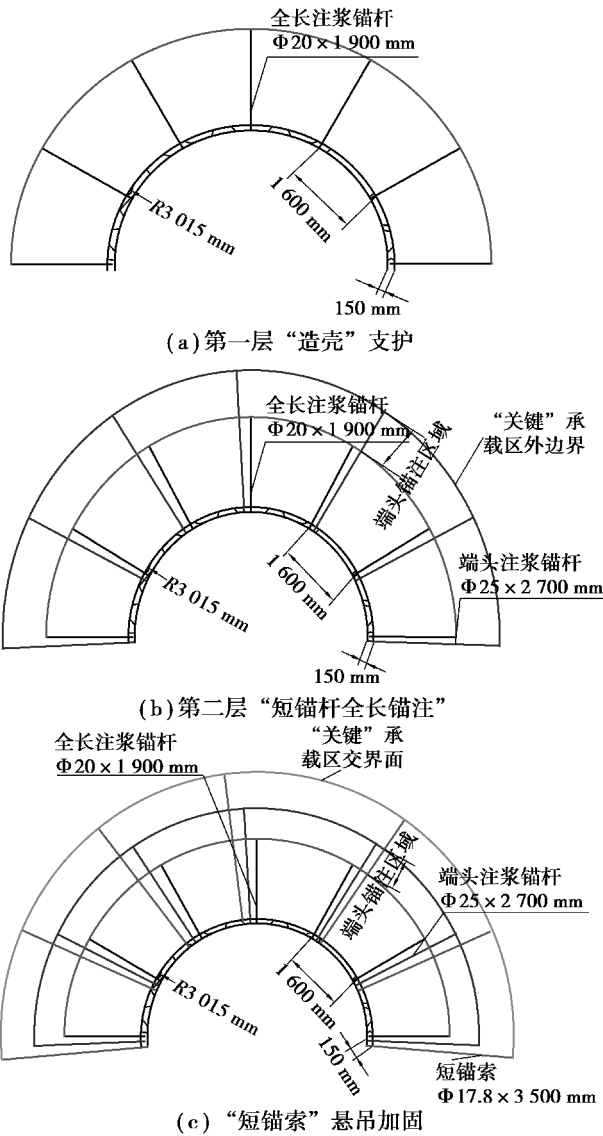 全长注浆锚杆
Φ20×1 900 mm
1 600 mm
R3 015 mm
150 mm
(a)第一层“造壳”支护
全长注浆锚杆
Φ20×1 900 mm
“关键”承
载区外边界
端头锚注区域
端头注浆锚杆
Φ25×2 700 mm
1 600 mm
R3 015 mm
150 mm
(b)第二层“短锚杆全长锚注”
全长注浆锚杆
Φ20×1 900 mm
“关键”承
载区交界面
端头锚注区域
端头注浆锚杆
Φ25×2 700 mm
1 600 mm
R3 015 mm
150 mm
短锚索
Φ17.8×3 500 mm
(c)“短锚索”悬吊加固